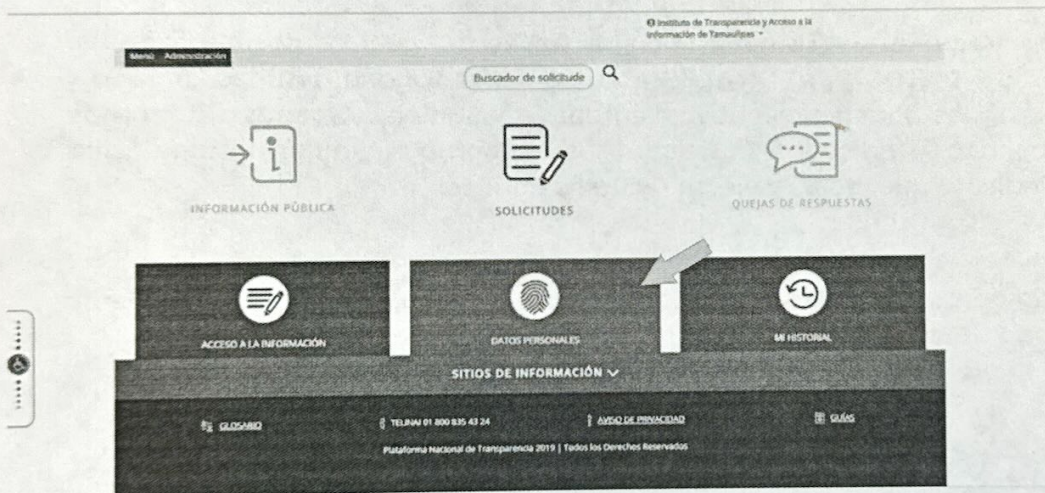 Instituto de Transparencia y Acceso a la
Información de Tamaulipas
Menú Administración
Buscador de solicitude
INFORMACIÓN PÚBLICA
SOLICITUDES
QUEJAS DE RESPUESTAS
ACCESO A LA INFORMACIÓN
DATOS PERSONALES
MI HISTORIAL
SITIOS DE INFORMACIÓN
GLOSARIO
TELINAI 01 800 835 43 24
AVISO DE PRIVACIDAD
GUÍAS
Plataforma Nacional de Transparencia 2019 | Todos los Derechos Reservados